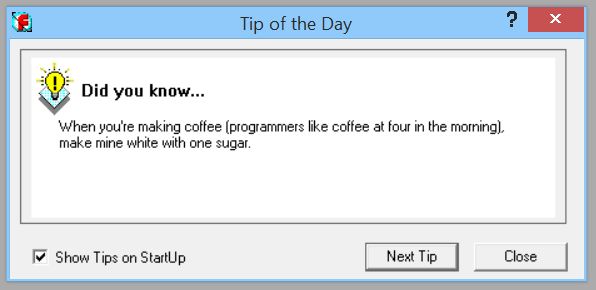 Tip of the Day
Did you know...
When you're making coffee (programmers like coffee at four in the morning),
make mine white with one sugar.
Show Tips on StartUp
Next Tip
Close